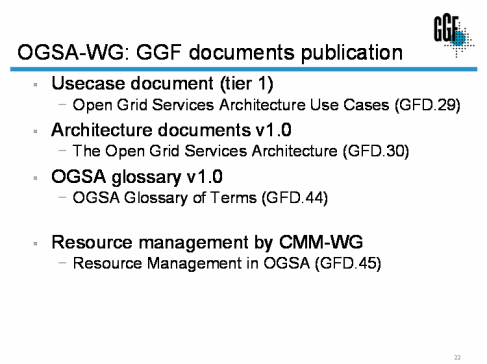 GGF
OGSA-WG: GGF documents publication
▫ Usecase document (tier 1)
− Open Grid Services Architecture Use Cases (GFD.29)
▫ Architecture documents v1.0
− The Open Grid Services Architecture (GFD.30)
▫ OGSA glossary v1.0
− OGSA Glossary of Terms (GFD.44)
▫ Resource management by CMM-WG
− Resource Management in OGSA (GFD.45)
22